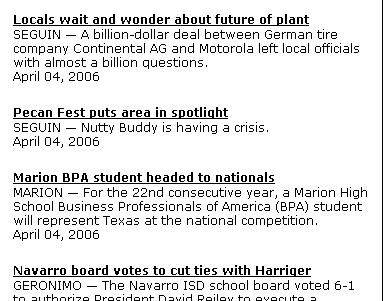 Locals wait and wonder about future of plant
SEGUIN — A billion-dollar deal between German tire
company Continental AG and Motorola left local officials
with almost a billion questions.
April 04, 2006
Pecan Fest puts area in spotlight
SEGUIN — Nutty Buddy is having a crisis.
April 04, 2006
Marion BPA student headed to nationals
MARION — For the 22nd consecutive year, a Marion High
School Business Professionals of America (BPA) student
will represent Texas at the national competition.
April 04, 2006
Navarro board votes to cut ties with Harriger
GERONIMO — The Navarro ISD school board voted 6-1
to authorize President David Reiley to execute a